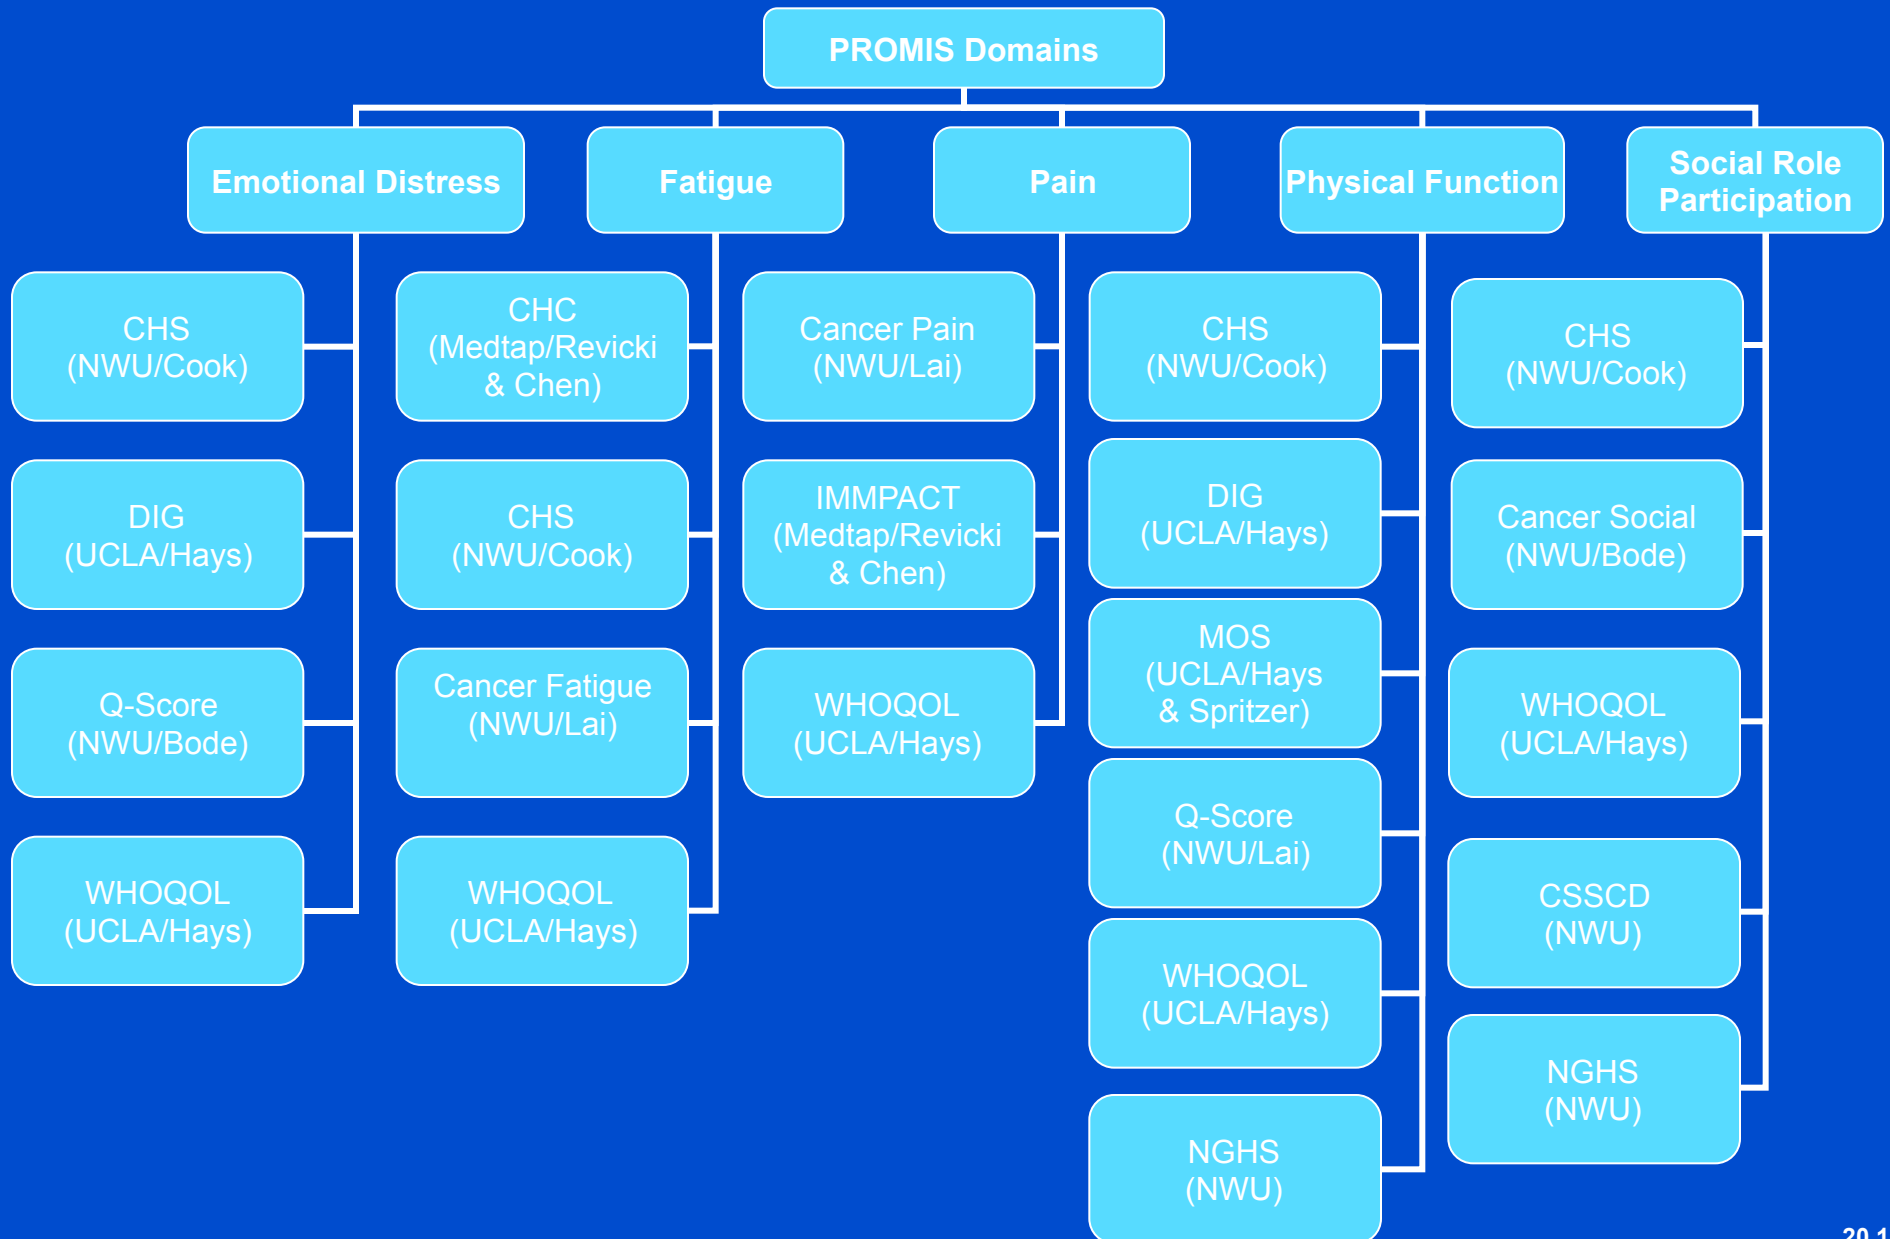 PROMIS Domains
Emotional Distress
Fatigue
Pain
Physical Function
Social Role
Participation
CHS
(NWU/Cook)
DIG
(UCLA/Hays)
Q-Score
(NWU/Bode)
WHOQOL
(UCLA/Hays)
CHC
(Medtap/Revicki
& Chen)
CHS
(NWU/Cook)
Cancer Fatigue
(NWU/Lai)
WHOQOL
(UCLA/Hays)
Cancer Pain
(NWU/Lai)
IMMPACT
(Medtap/Revicki
& Chen)
WHOQOL
(UCLA/Hays)
CHS
(NWU/Cook)
DIG
(UCLA/Hays)
MOS
(UCLA/Hays
& Spritzer)
Q-Score
(NWU/Lai)
WHOQOL
(UCLA/Hays)
NGHS
(NWU)
CHS
(NWU/Cook)
Cancer Social
(NWU/Bode)
WHOQOL
(UCLA/Hays)
CSSCD
(NWU)
NGHS
(NWU)